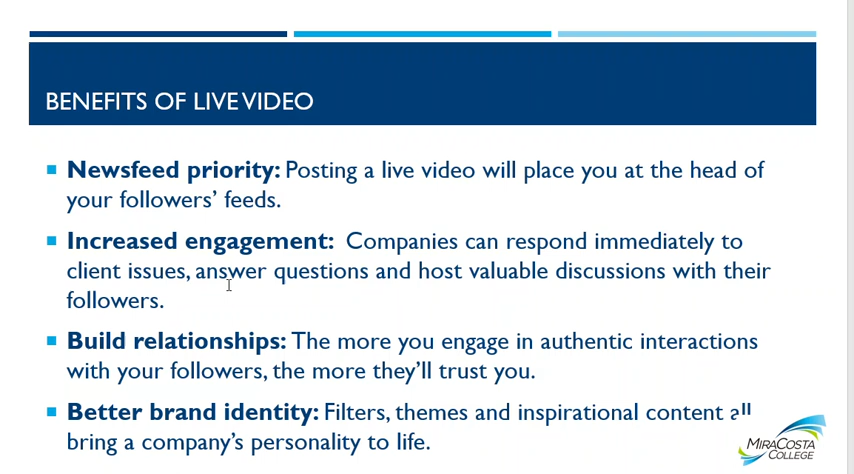 BENEFITS OF LIVE VIDEO
Newsfeed priority: Posting a live video will place you at the head of
your followers' feeds.
Increased engagement: Companies can respond immediately to
client issues, answer questions and host valuable discussions with their
followers.
Build relationships: The more you engage in authentic interactions
with your followers, the more they'll trust you.
Better brand identity: Filters, themes and inspirational content all
bring a company's personality to life.
MIRACOSTA
COLLEGE